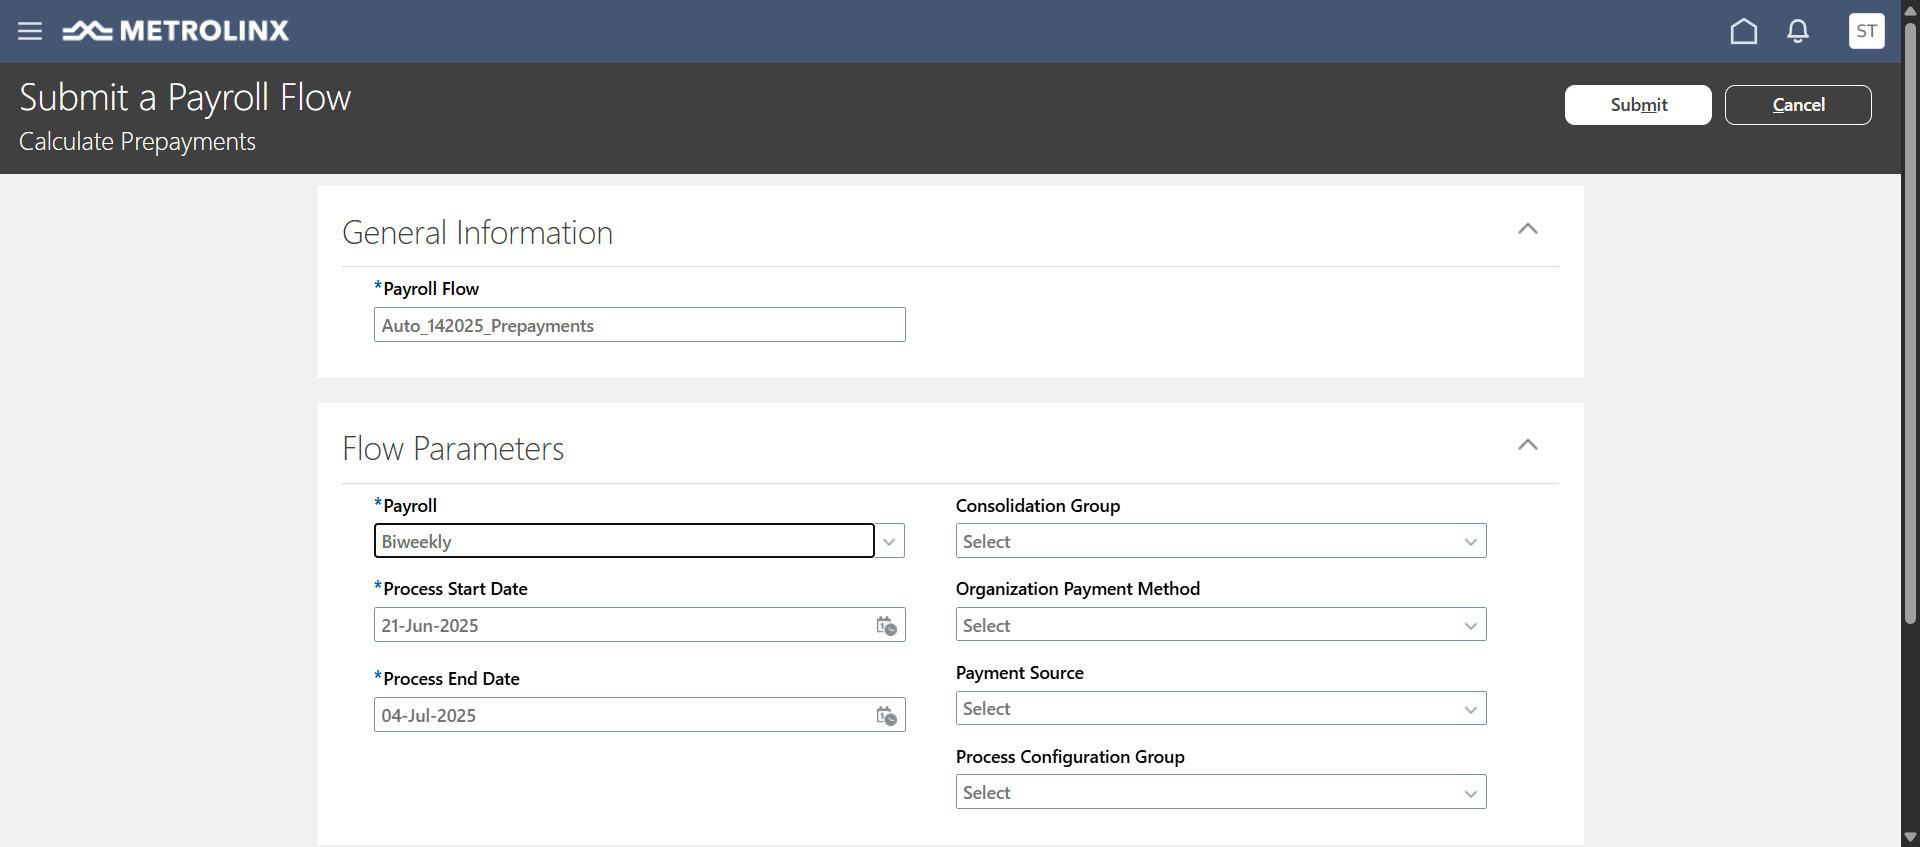 METROLINX
ST
Submit a Payroll Flow
Calculate Prepayments
Submit
Cancel
General Information
*Payroll Flow
Auto_142025_Prepayments
Flow Parameters
*Payroll
Biweekly
*Process Start Date
21-Jun-2025
*Process End Date
04-Jul-2025
Consolidation Group
Select
Organization Payment Method
Select
Payment Source
Select
Process Configuration Group
Select